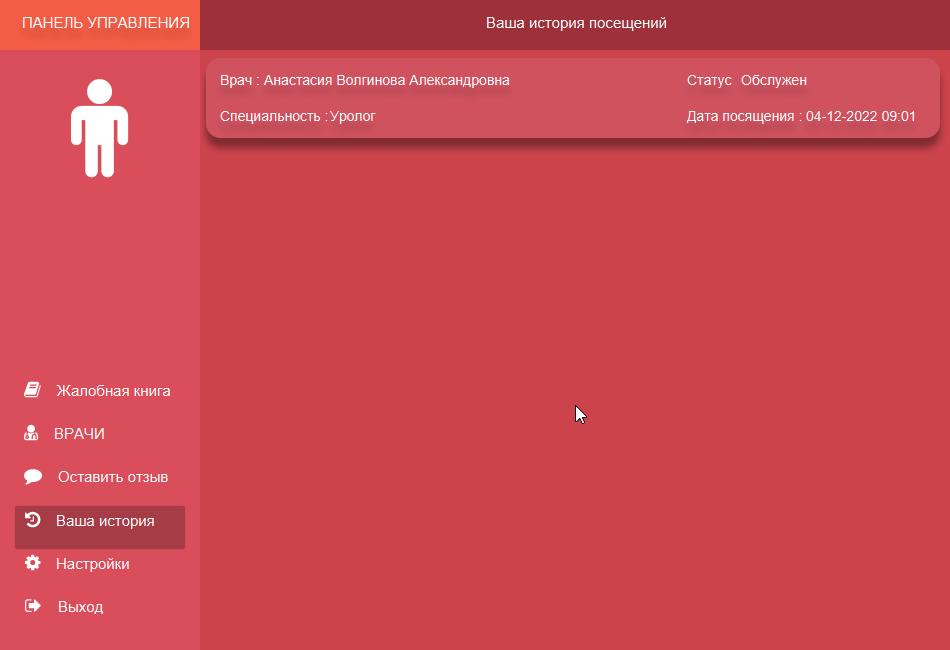 ПАНЕЛЬ УПРАВЛЕНИЯ
Ваша история посещений
Врач : Анастасия Волгинова Александровна
Статус Обслужен
Специальность : Уролог
Дата посящения : 04-12-2022 09:01
Жалобная книга
ВРАЧИ
Оставить отзыв
Ваша история
Настройки
Выход